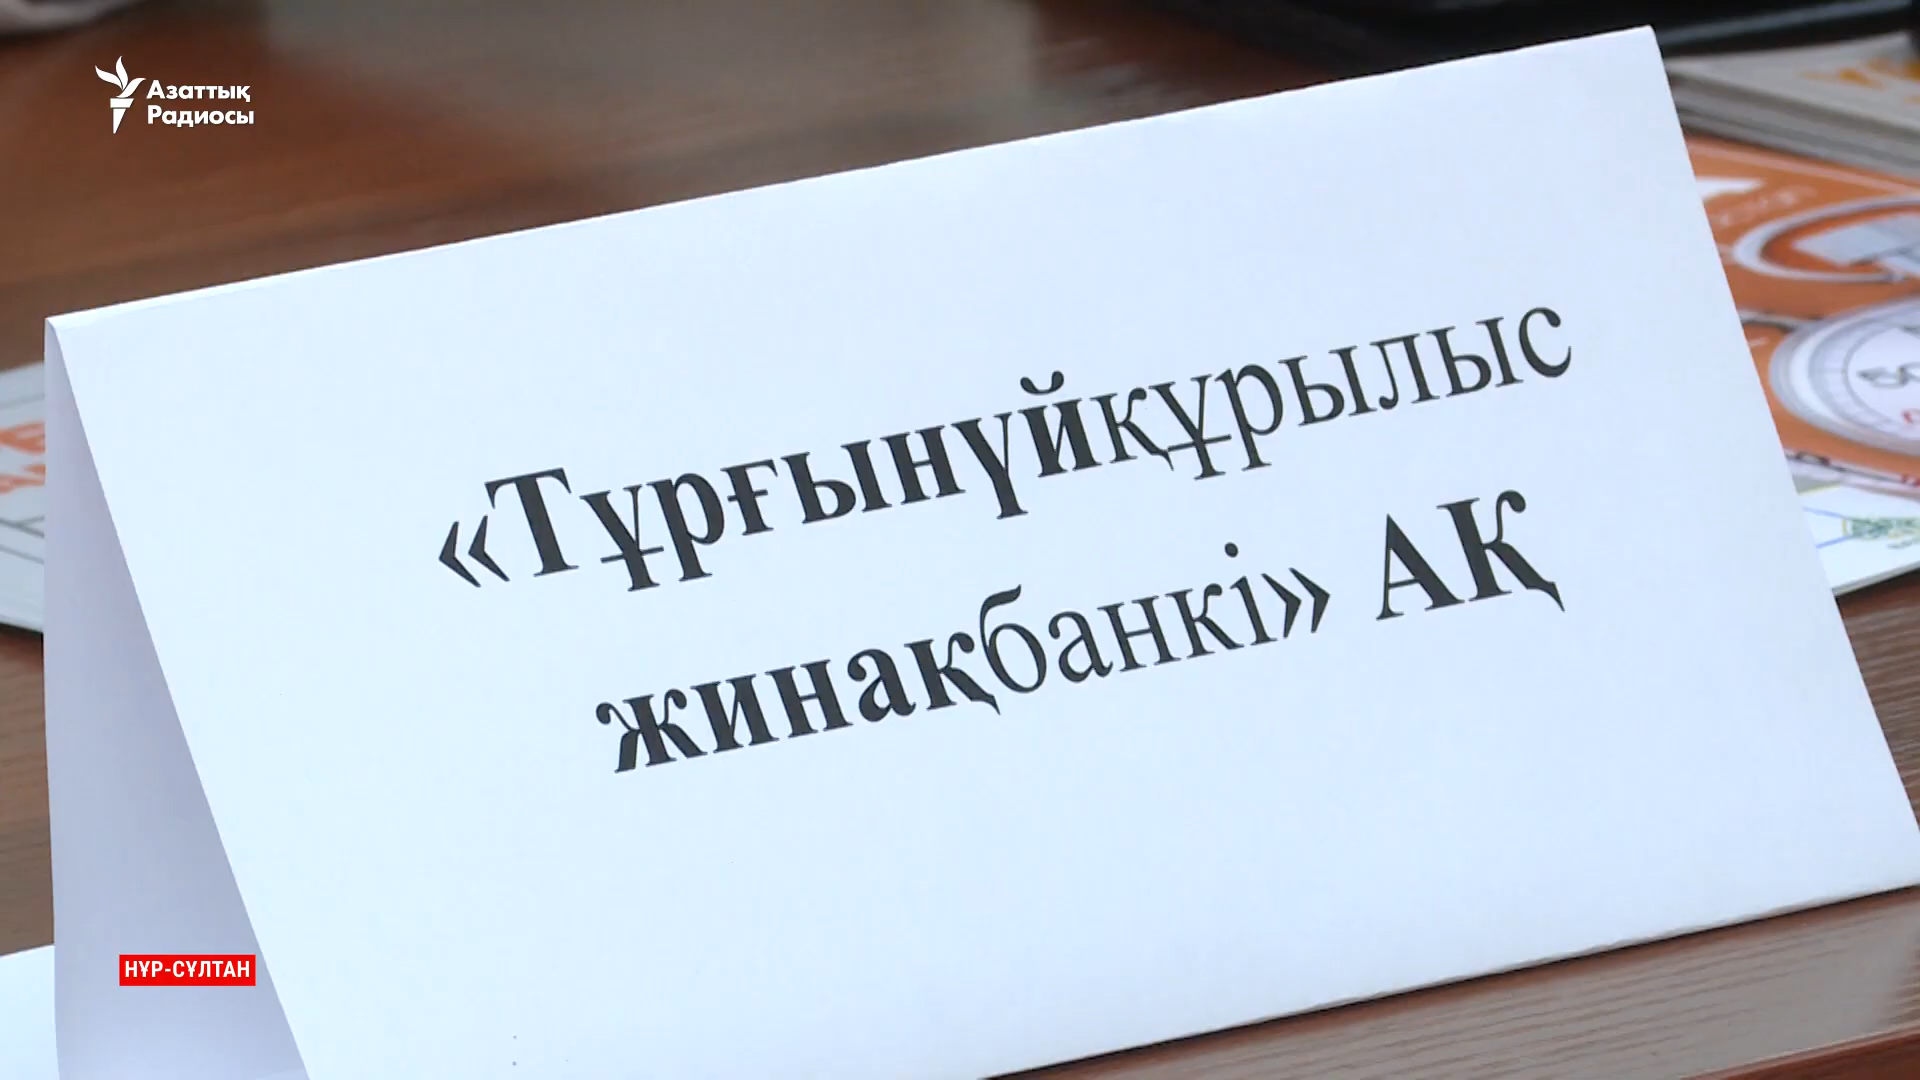 Азаттық
Радиосы
«Тұрғынүйқұрылыс
жинақбанкі» АҚ
НҰР-СҰЛТАН